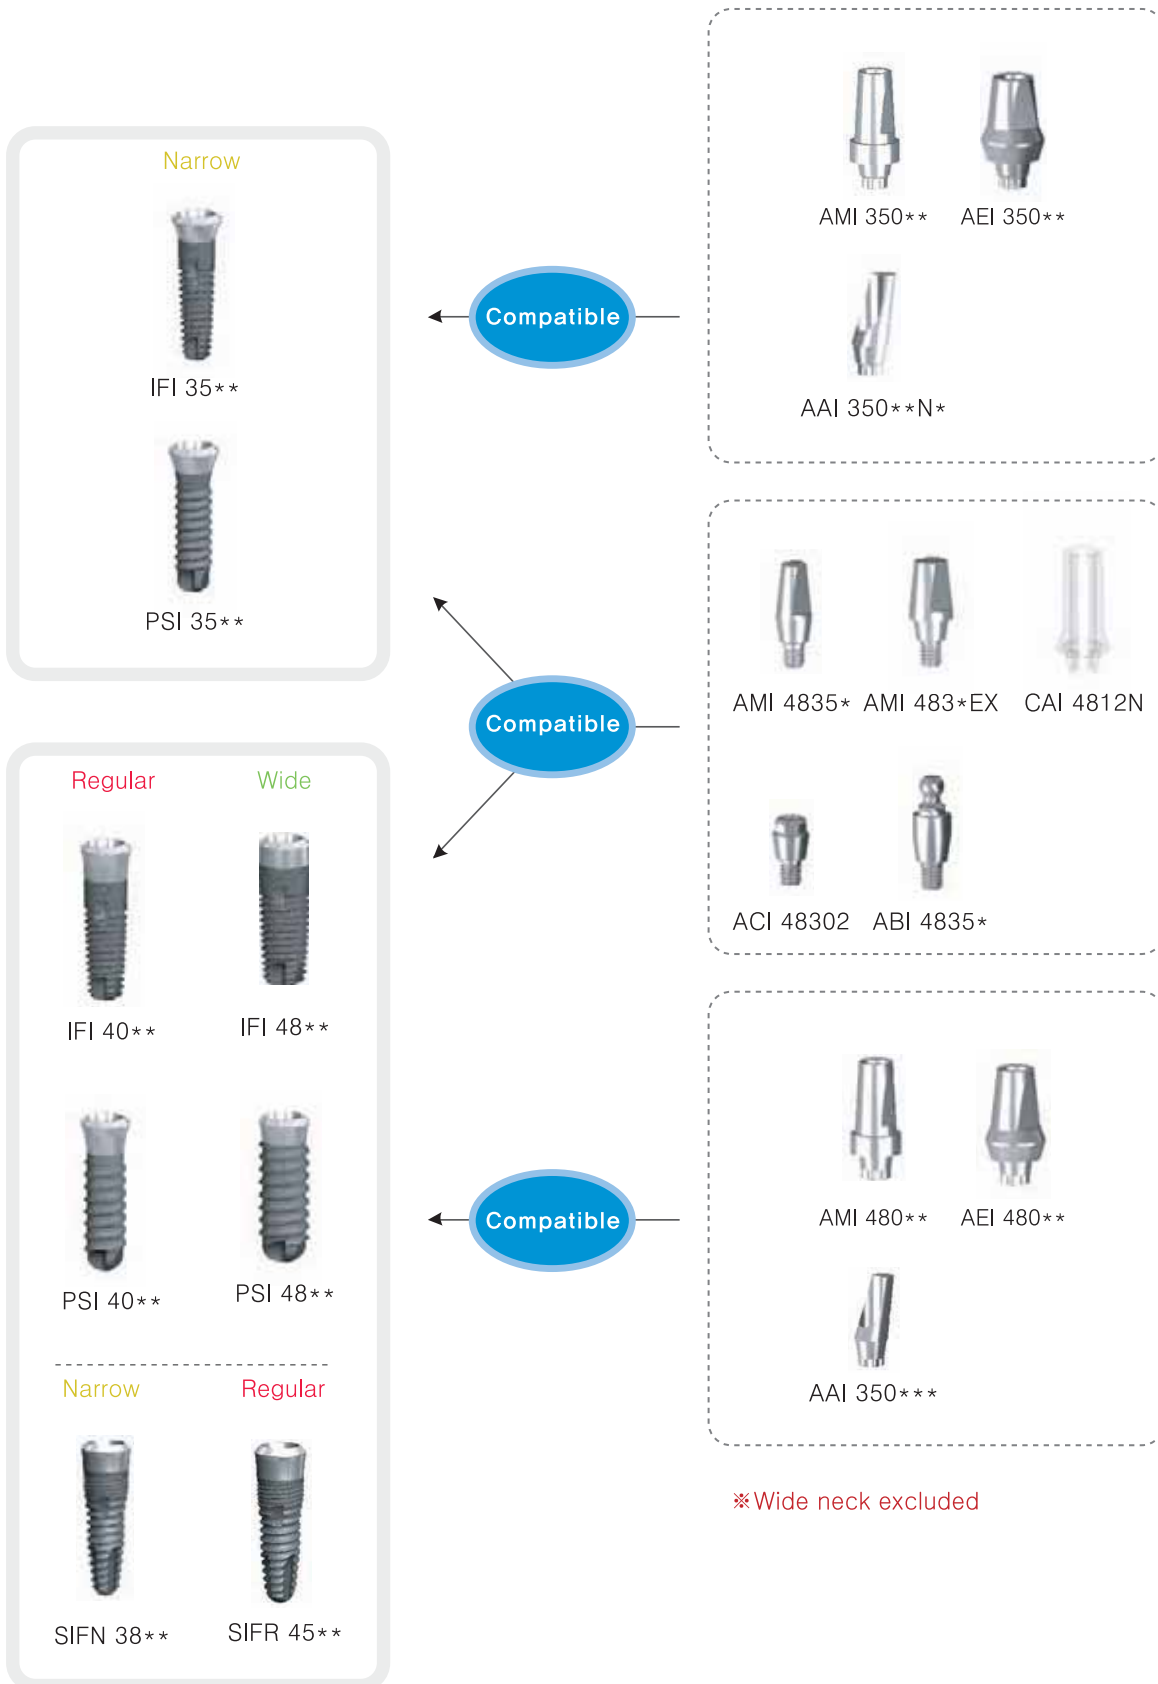 Narrow
IFI 35**
PSI 35**
Regular
Wide
IFI 40**
IFI 48**
PSI 40**
PSI 48**
Narrow
Regular
SIFN 38**
SIFR 45**
Compatible
Compatible
Compatible
AMI 350**
AEI 350**
AAI 350**N*
AMI 4835*
AMI 483*EX
CAI 4812N
ACI 48302
ABI 4835*
AMI 480**
AEI 480**
AAI 350***
※Wide neck excluded